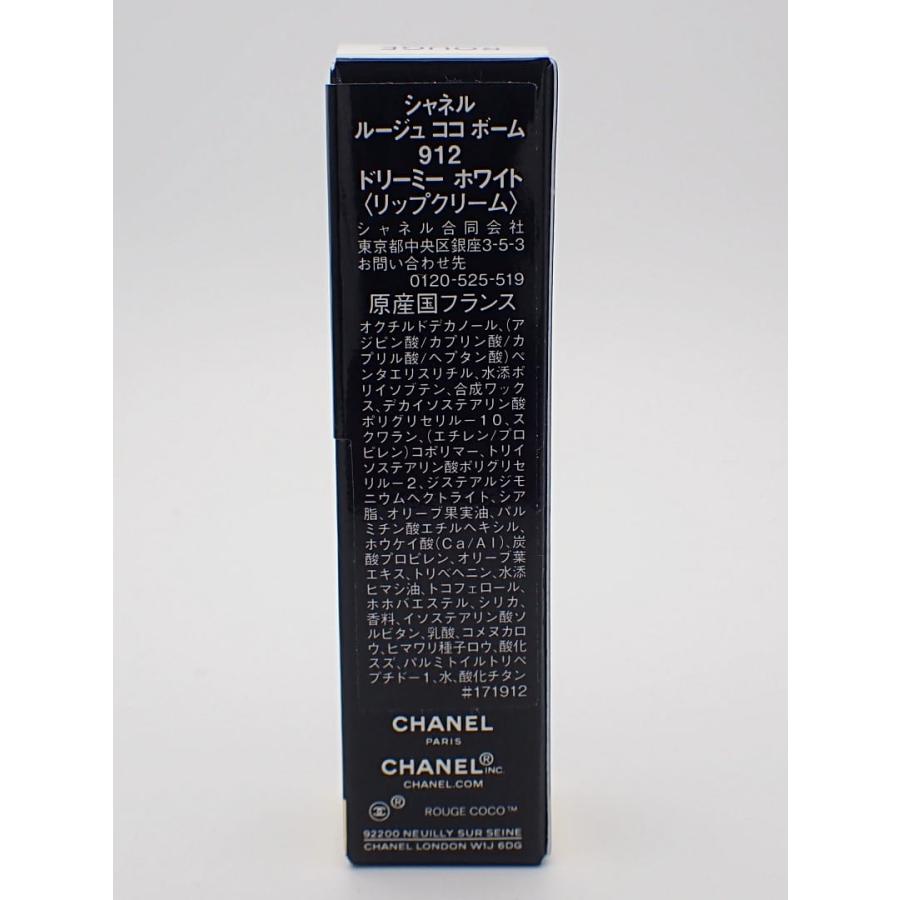 ROUGE
シャネル
ルージュ ココ ボーム
912
ドリーミー ホワイト
〈リップクリーム〉
シャネル合同会社
東京都中央区銀座3-5-3
お問い合わせ先
0120-525-519
原産国フランス
オクチルドデカノール、(ア
ジピン酸/カプリン酸/カ
プリル酸/ヘプタン酸)ペ
ンタエリスリチル、水添ポ
リイソブテン、合成ワック
ス、デカイソステアリン酸
ポリグリセリルー10、ス
クワラン、(エチレン/プロ
ピレン)コポリマー、トリイ
ソステアリン酸ポリグリセ
リルー2、ジステアルジモ
ニウムヘクトライト、シア
脂、オリーブ果実油、パル
ミチン酸エチルヘキシル、
ホウケイ酸(Ca/Al)、炭
酸プロピレン、オリーブ葉
エキス、トリベヘニン、水添
ヒマシ油、トコフェロール、
ホホバエステル、シリカ、
香料、イソステアリン酸ソ
ルビタン、乳酸、コメヌカロ
ウ、ヒマワリ種子ロウ、酸化
スズ、パルミトイルトリペ
プチドー1、水、酸化チタン
#171912
CHANEL
PARIS
CHANEL® INC.
CHANEL.COM
® ROUGE COCO™
92200 NEUILLY SUR SEINE
CHANEL LONDON W1J 6DG